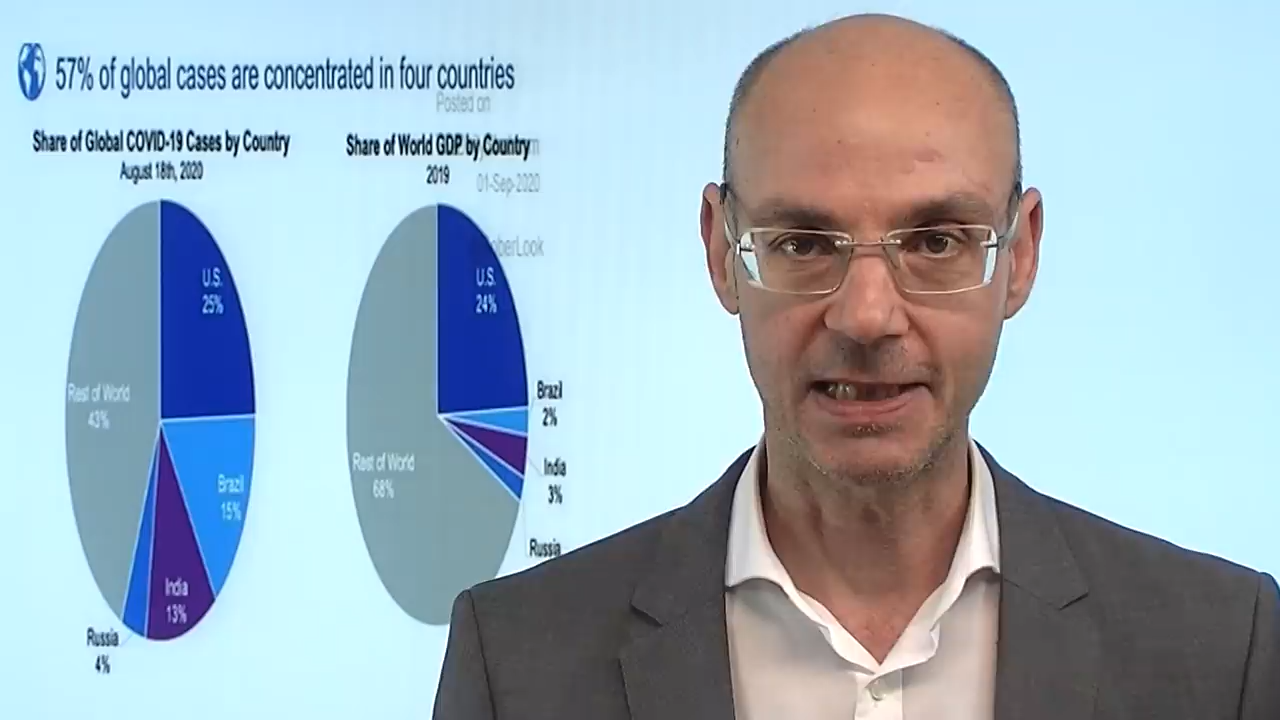 57% of global cases are concentrated in four countries
Posted on
Share of Global COVID-19 Cases by Country
August 18th, 2020
Share of World GDP by Country
2019
01-Sep-2020
U.S.
25%
Rest of World
43%
Brazil
15%
India
13%
Russia
4%
U.S.
24%
Brazil
2%
India
3%
Rest of World
68%
Russia